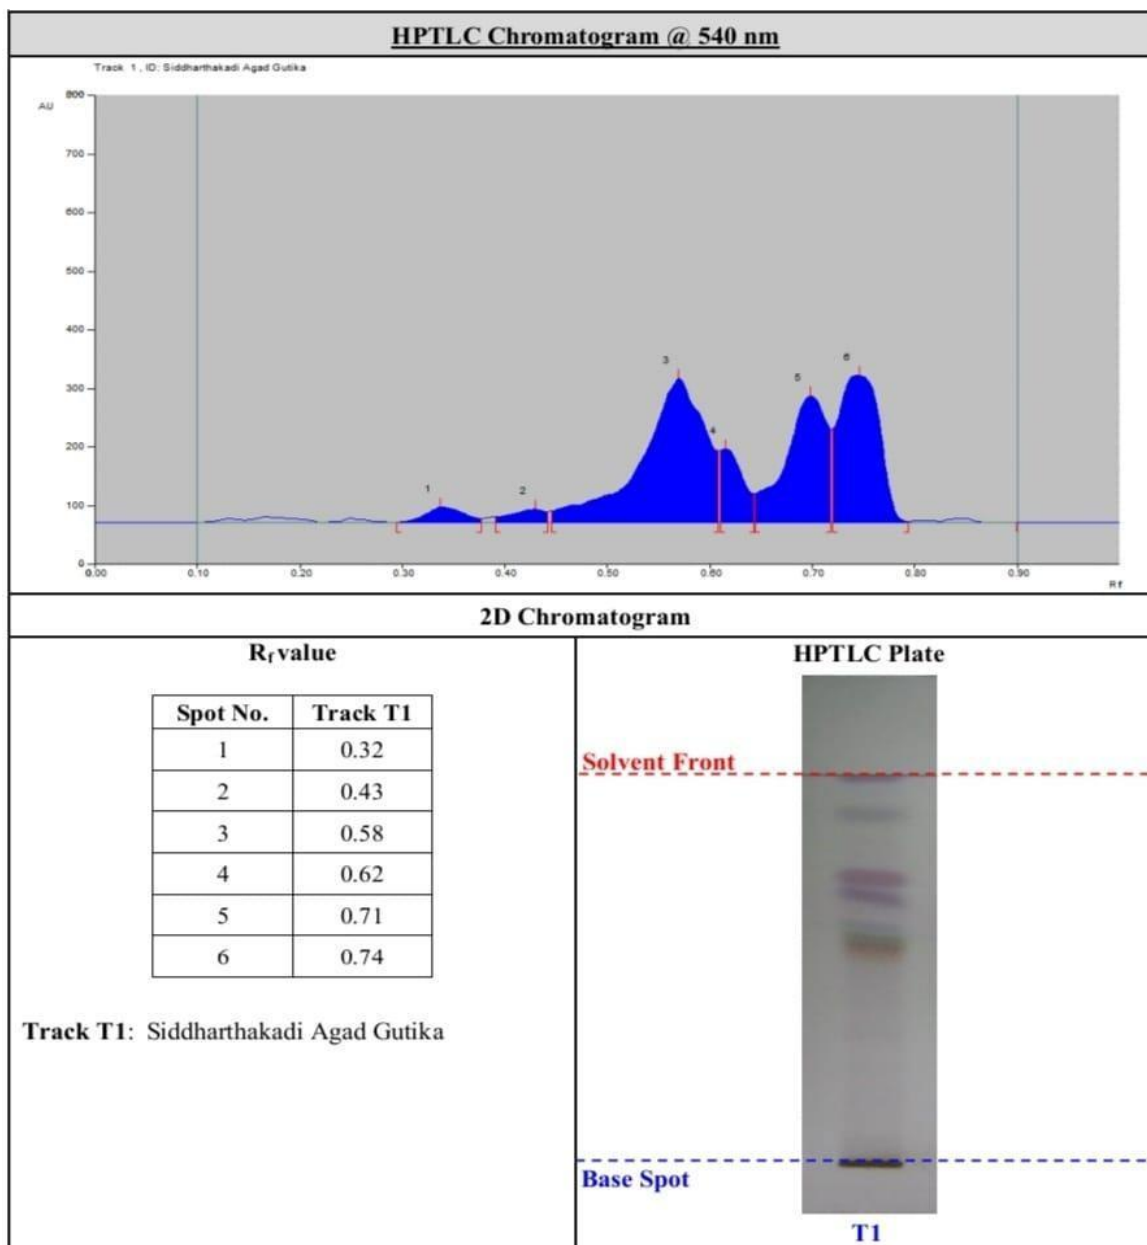 HPTLC Chromatogram @ 540 nm
Track 1 , ID: Siddharthakadi Agad Gutika
AU
800
700
600
500
400
300
200
100
0
1
2
3
4
5
6
0.00 0.10 0.20 0.30 0.40 0.50 0.60 0.70 0.80 0.90
Rf
2D Chromatogram
Rf value
Spot No. Track T1
1 0.32
2 0.43
3 0.58
4 0.62
5 0.71
6 0.74
Track T1: Siddharthakadi Agad Gutika
HPTLC Plate
Solvent Front
Base Spot
T1